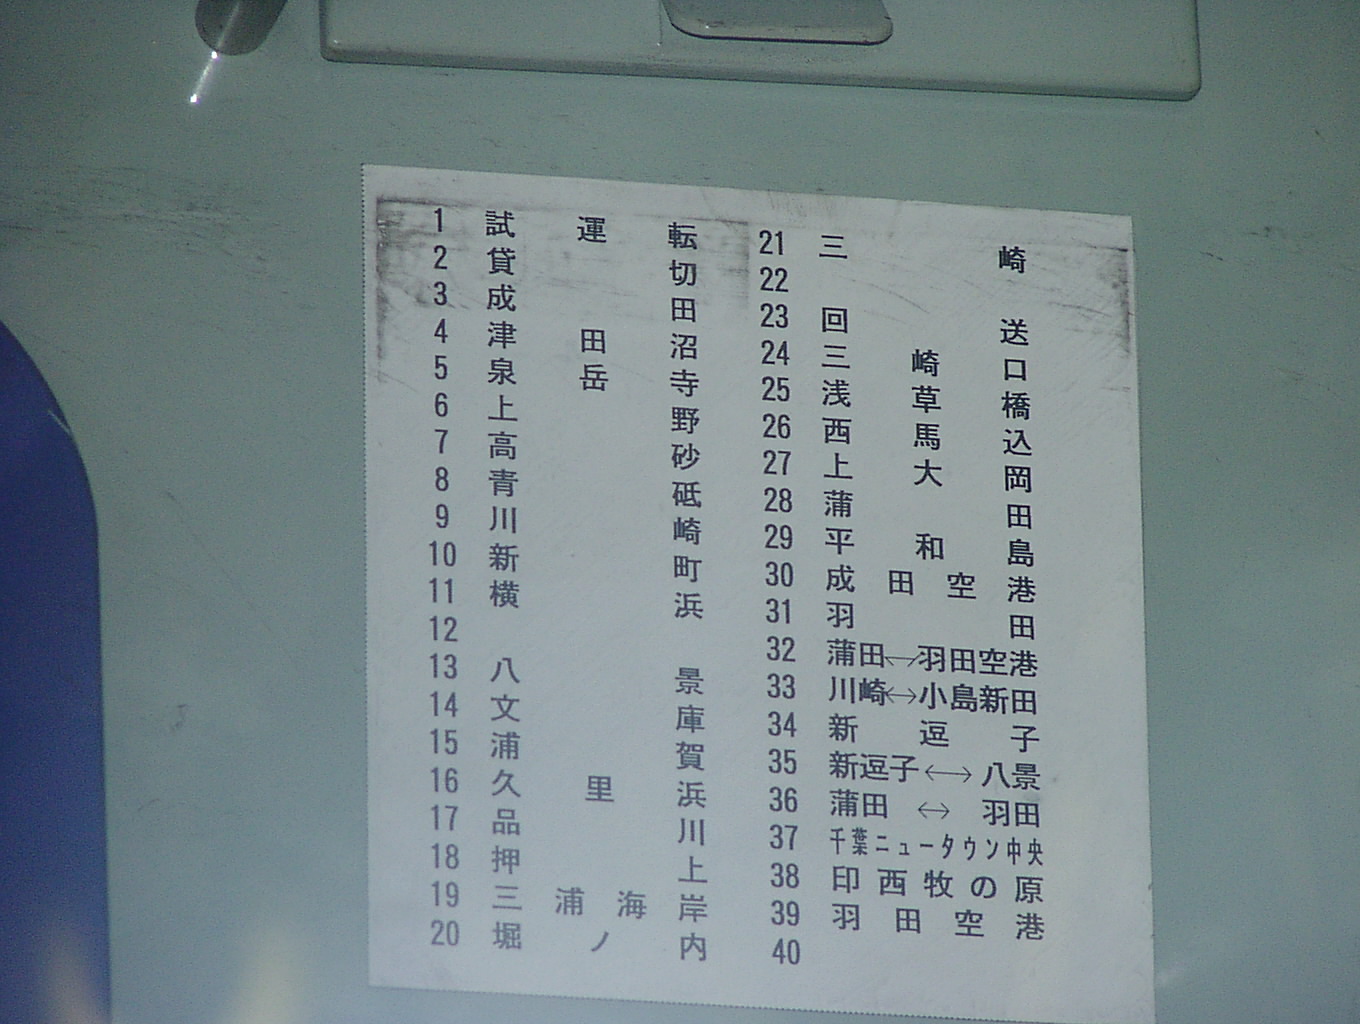 1 試運転
2 貸切
3 成田
4 津田沼
5 泉岳寺
6 上野
7 高砂
8 青砥
9 川崎
10 新町
11 横浜
12
13 八景
14 文庫
15 浦賀
16 久里浜
17 品川
18 押上
19 三浦海岸
20 堀ノ内
21 三崎
22
23 回送
24 三崎口
25 浅草橋
26 西馬込
27 上大岡
28 蒲田
29 平和島
30 成田空港
31 羽田
32 蒲田↔羽田空港
33 川崎↔小島新田
34 新逗子
35 新逗子↔八景
36 蒲田↔羽田
37 千葉ニュータウン中央
38 印西牧の原
39 羽田空港
40